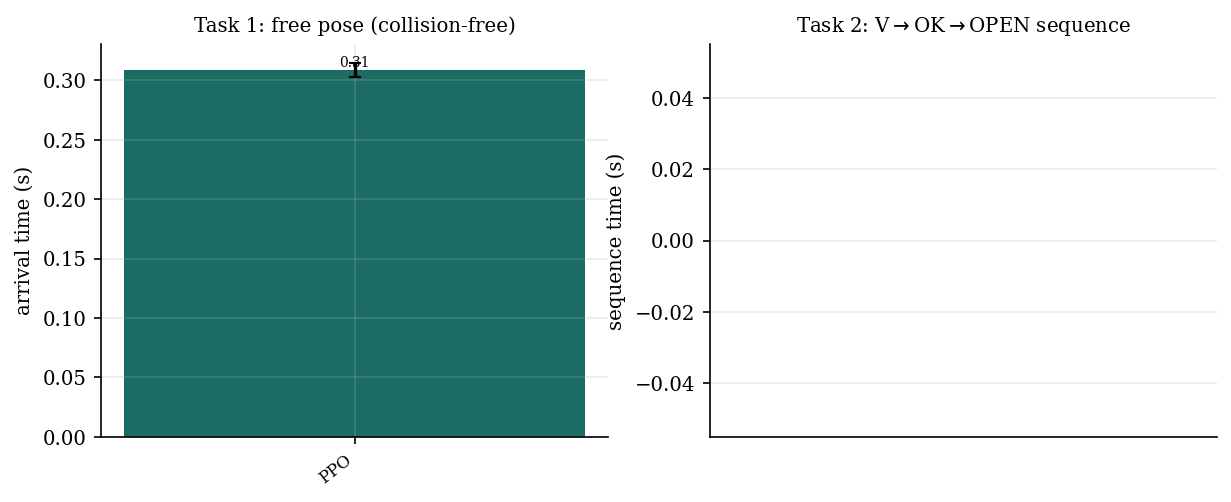 Task 1: free pose (collision-free)
arrival time (s)
0.30
0.25
0.20
0.15
0.10
0.05
0.00
0.31
PPO
Task 2: V→OK→OPEN sequence
sequence time (s)
0.04
0.02
0.00
−0.02
−0.04